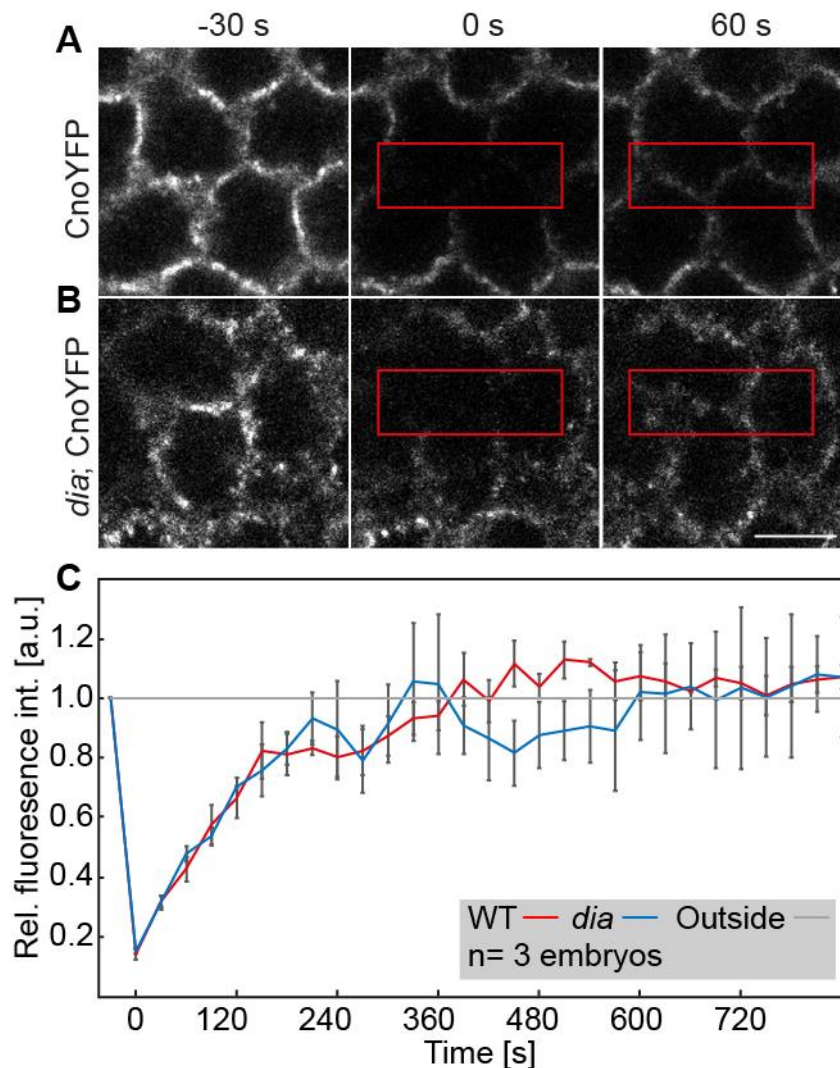 A
-30 s 0 s 60 s
CnoYFP
B
dia; CnoYFP
C
Rel. fluoresence int. [a.u.]
1.2
1.0
0.8
0.6
0.4
0.2
WT dia Outside
n= 3 embryos
0 120 240 360 480 600 720
Time [s]